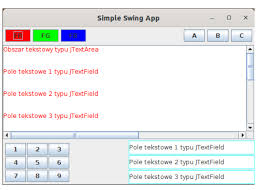 Simple Swing App
FG
A B C
Obszar tekstowy typu JTextArea
Pole tekstowe 1 typu JTextField
Pole tekstowe 2 typu JTextField
Pole tekstowe 3 typu JTextField
1 2 3
4 5 6
7 8 9
Pole tekstowe 1 typu JTextField
Pole tekstowe 2 typu JTextField
Pole tekstowe 3 typu JTextField